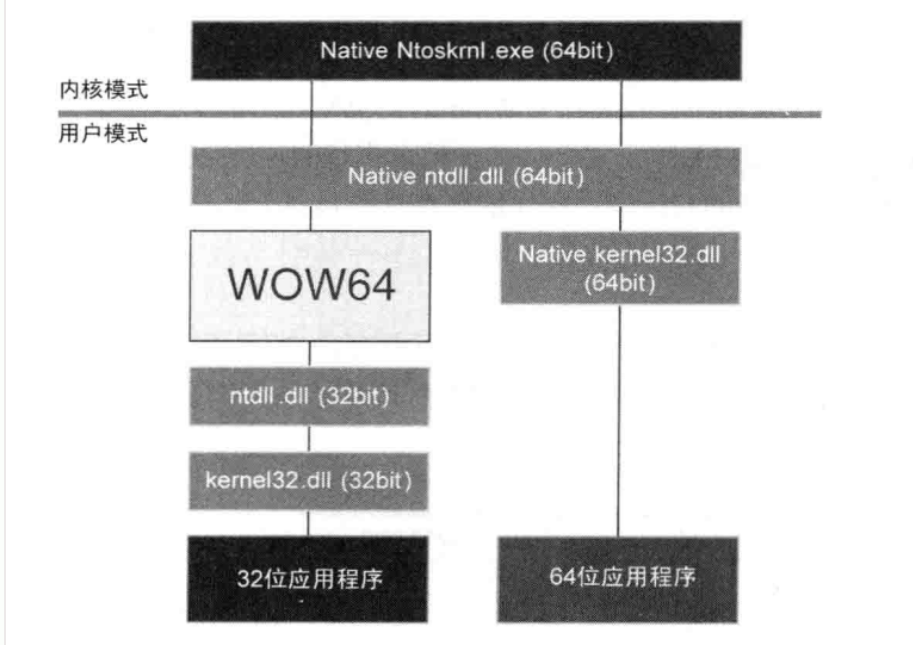 Native Ntoskrnl.exe (64bit)
内核模式
用户模式
Native ntdll.dll (64bit)
WOW64
Native kernel32.dll
(64bit)
ntdll.dll (32bit)
kernel32.dll (32bit)
32位应用程序
64位应用程序